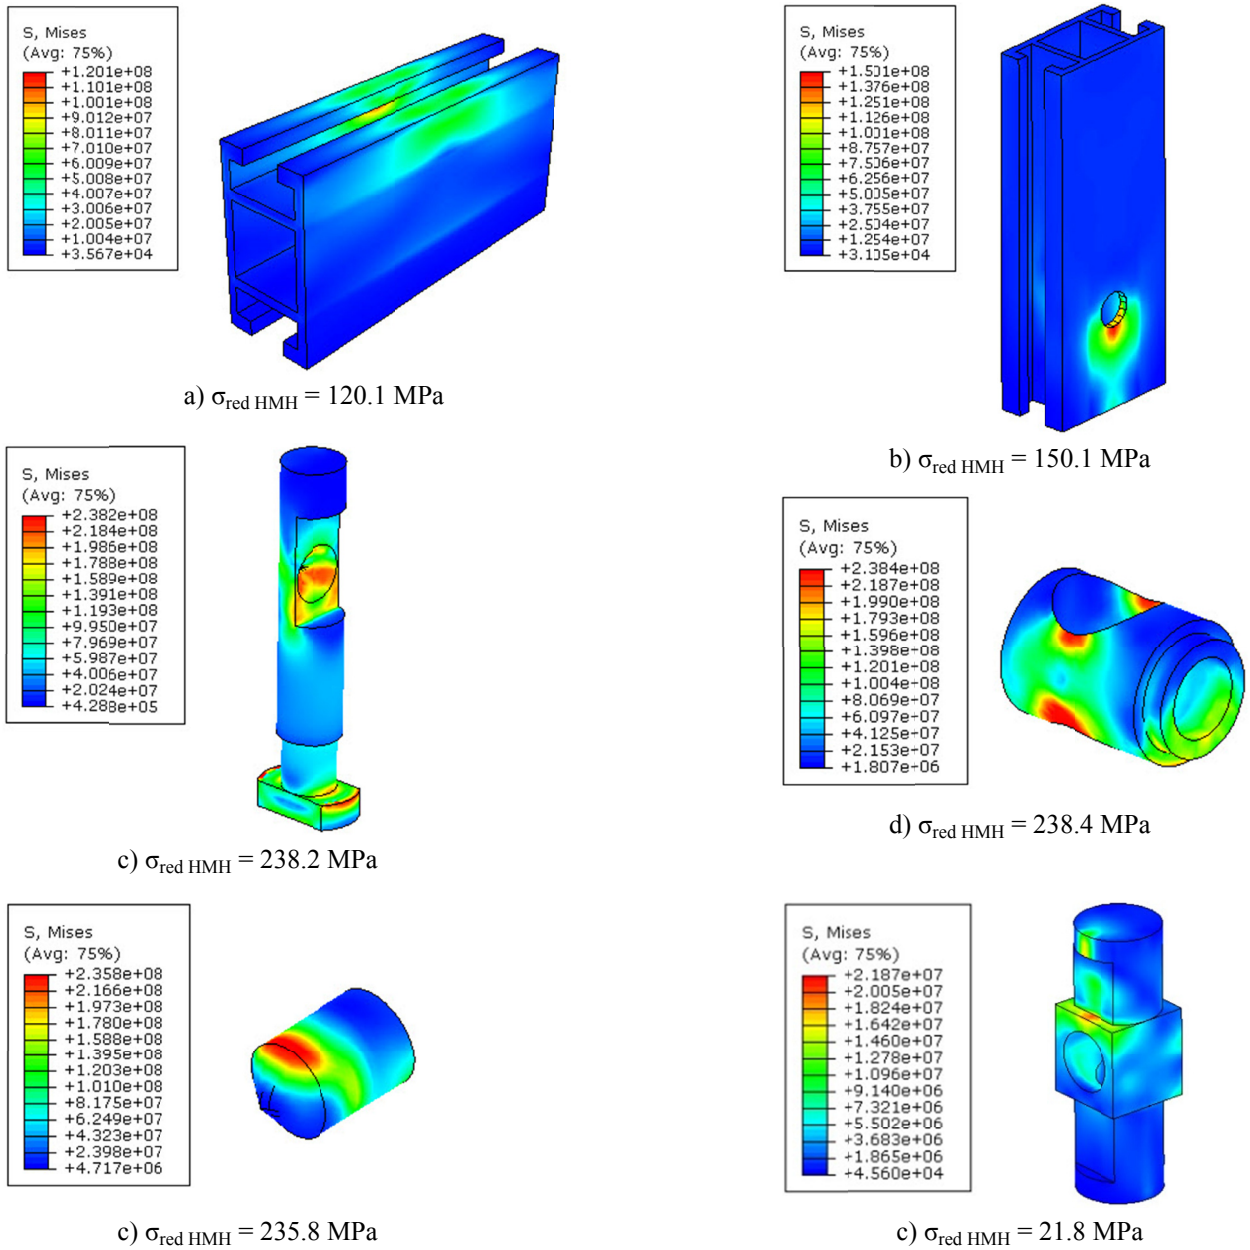 S, Mises
(Avg: 75%)
+1.201e+08
+1.101e+08
+1.001e+08
+9.012e+07
+8.011e+07
+7.010e+07
+6.009e+07
+5.008e+07
+4.007e+07
+3.006e+07
+2.005e+07
+1.004e+07
+3.567e+04
a) σred HMH = 120.1 MPa
S, Mises
(Avg: 75%)
+1.501e+08
+1.376e+08
+1.251e+08
+1.126e+08
+1.001e+08
+8.757e+07
+7.506e+07
+6.256e+07
+5.005e+07
+3.755e+07
+2.504e+07
+1.254e+07
+3.105e+04
b) σred HMH = 150.1 MPa
S, Mises
(Avg: 75%)
+2.382e+08
+2.184e+08
+1.986e+08
+1.788e+08
+1.589e+08
+1.391e+08
+1.193e+08
+9.950e+07
+7.969e+07
+5.987e+07
+4.006e+07
+2.024e+07
+4.288e+05
c) σred HMH = 238.2 MPa
S, Mises
(Avg: 75%)
+2.384e+08
+2.187e+08
+1.990e+08
+1.793e+08
+1.596e+08
+1.398e+08
+1.201e+08
+1.004e+08
+8.069e+07
+6.097e+07
+4.125e+07
+2.153e+07
+1.807e+06
d) σred HMH = 238.4 MPa
S, Mises
(Avg: 75%)
+2.358e+08
+2.166e+08
+1.973e+08
+1.780e+08
+1.588e+08
+1.395e+08
+1.203e+08
+1.010e+08
+8.175e+07
+6.249e+07
+4.323e+07
+2.398e+07
+4.717e+06
c) σred HMH = 235.8 MPa
S, Mises
(Avg: 75%)
+2.187e+07
+2.005e+07
+1.824e+07
+1.642e+07
+1.460e+07
+1.278e+07
+1.096e+07
+9.140e+06
+7.321e+06
+5.502e+06
+3.683e+06
+1.865e+06
+4.560e+04
c) σred HMH = 21.8 MPa